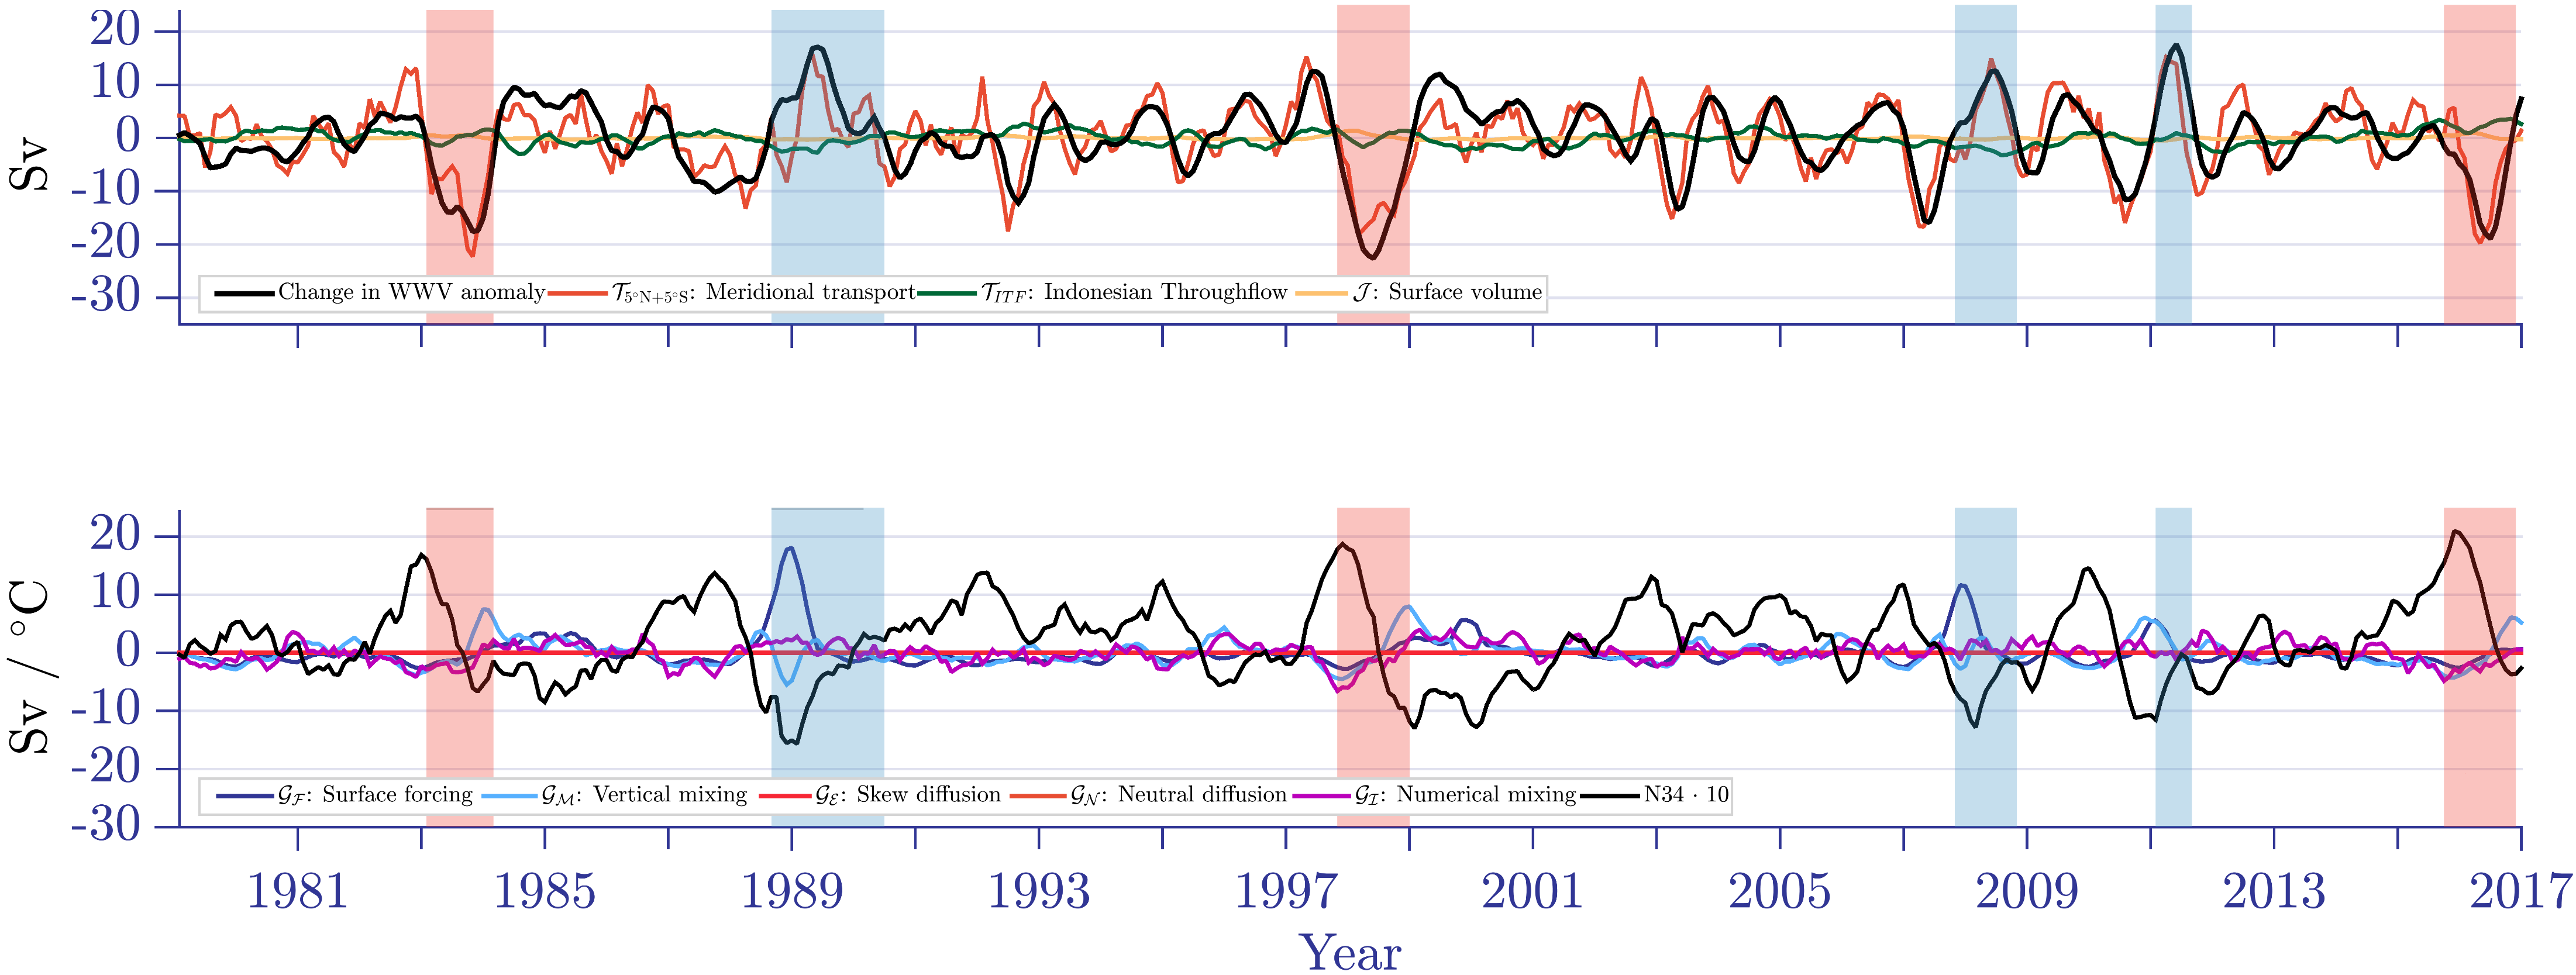 Sv
20
10
0
-10
-20
-30
Change in WWV anomaly 𝒯5°N+5°S: Meridional transport 𝒯ITF: Indonesian Throughflow 𝒥: Surface volume
Sv / °C
20
10
0
-10
-20
-30
𝒢ℱ: Surface forcing 𝒢ℳ: Vertical mixing 𝒢ℰ: Skew diffusion 𝒢𝒩: Neutral diffusion 𝒢ℐ: Numerical mixing N34 · 10
1981 1985 1989 1993 1997 2001 2005 2009 2013 2017
Year